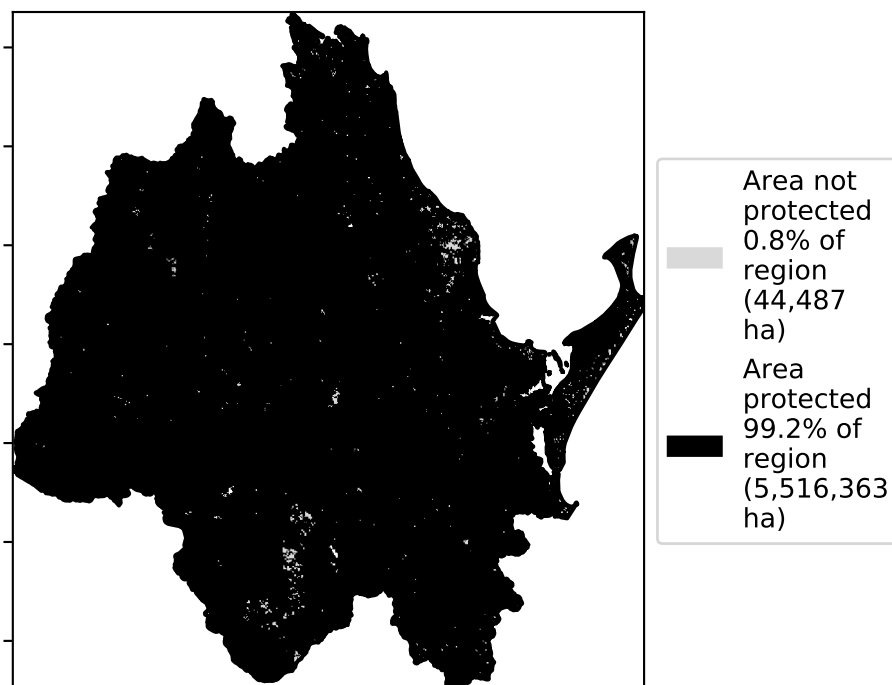 Area not
protected
0.8% of
region
(44,487
ha)
Area
protected
99.2% of
region
(5,516,363
ha)